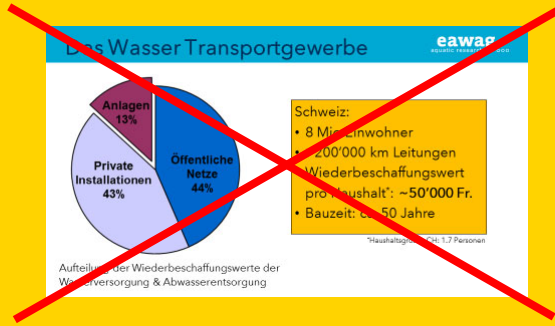 Das Wasser Transportgewerbe
eawag
aquatic research
Anlagen
13%
Private
Installationen
43%
Öffentliche
Netze
44%
Schweiz:
• 8 Mio Einwohner
• 200'000 km Leitungen
• Wiederbeschaffungswert
pro Haushalt*: ~50'000 Fr.
• Bauzeit: ca. 50 Jahre
*Haushaltsgrösse CH: 1.7 Personen
Aufteilung der Wiederbeschaffungswerte der
Wasserversorgung & Abwasserentsorgung